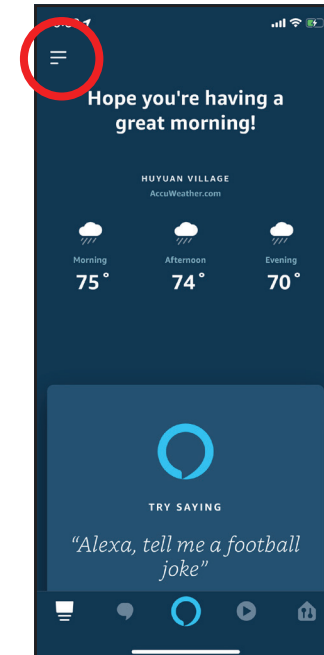 Hope you're having a
great morning!
HUYUAN VILLAGE
AccuWeather.com
Morning Afternoon Evening
75° 74° 70°
TRY SAYING
“Alexa, tell me a football
joke”